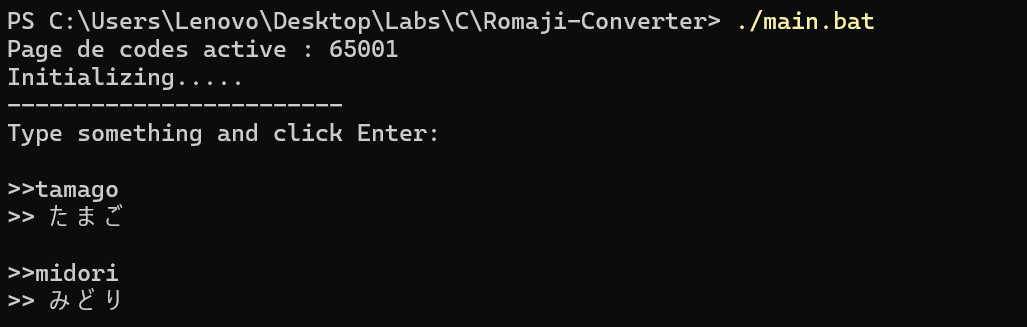 PS C:\Users\Lenovo\Desktop\Labs\C\Romaji-Converter> ./main.bat
Page de codes active : 65001
Initializing.....
------------------------
Type something and click Enter:
>>tamago
>> たまご
>>midori
>> みどり